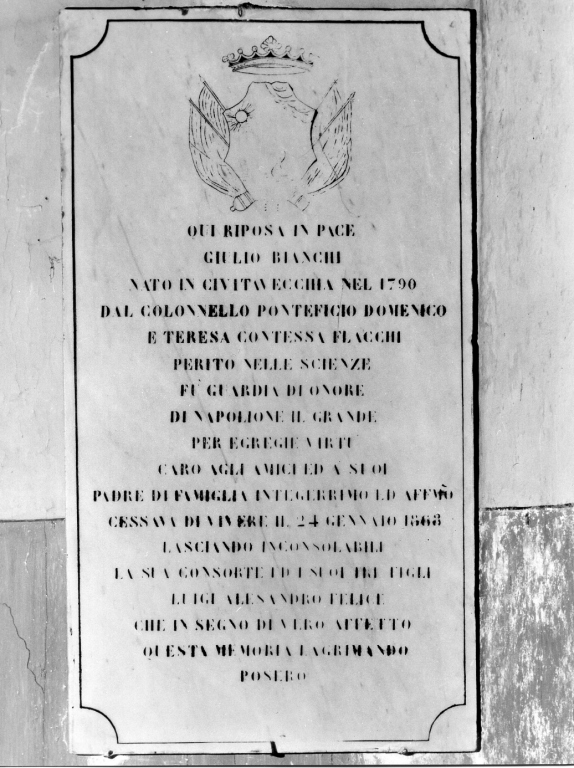 QUI RIPOSA IN PACE
GIULIO BIANCHI
NATO IN CIVITAVECCHIA NEL 1790
DAL COLONNELLO PONTEFICIO DOMENICO
E TERESA CONTESSA FLACCHI
PERITO NELLE SCIENZE
FÙ GUARDIA DI ONORE
DI NAPOLIONE IL GRANDE
PER EGREGIE VIRTÙ
CARO AGLI AMICI ED A SUOI
PADRE DI FAMIGLIA INTEGERRIMO ED AFFMO
CESSAVA DI VIVERE IL 24 GENNAIO 1868
LASCIANDO INCONSOLABILI
LA SUA CONSORTE ED I SUOI TRE FIGLI
LUIGI ALESANDRO FELICE
CHE IN SEGNO DI VERO AFFETTO
QUESTA MEMORIA LAGRIMANDO
POSERO